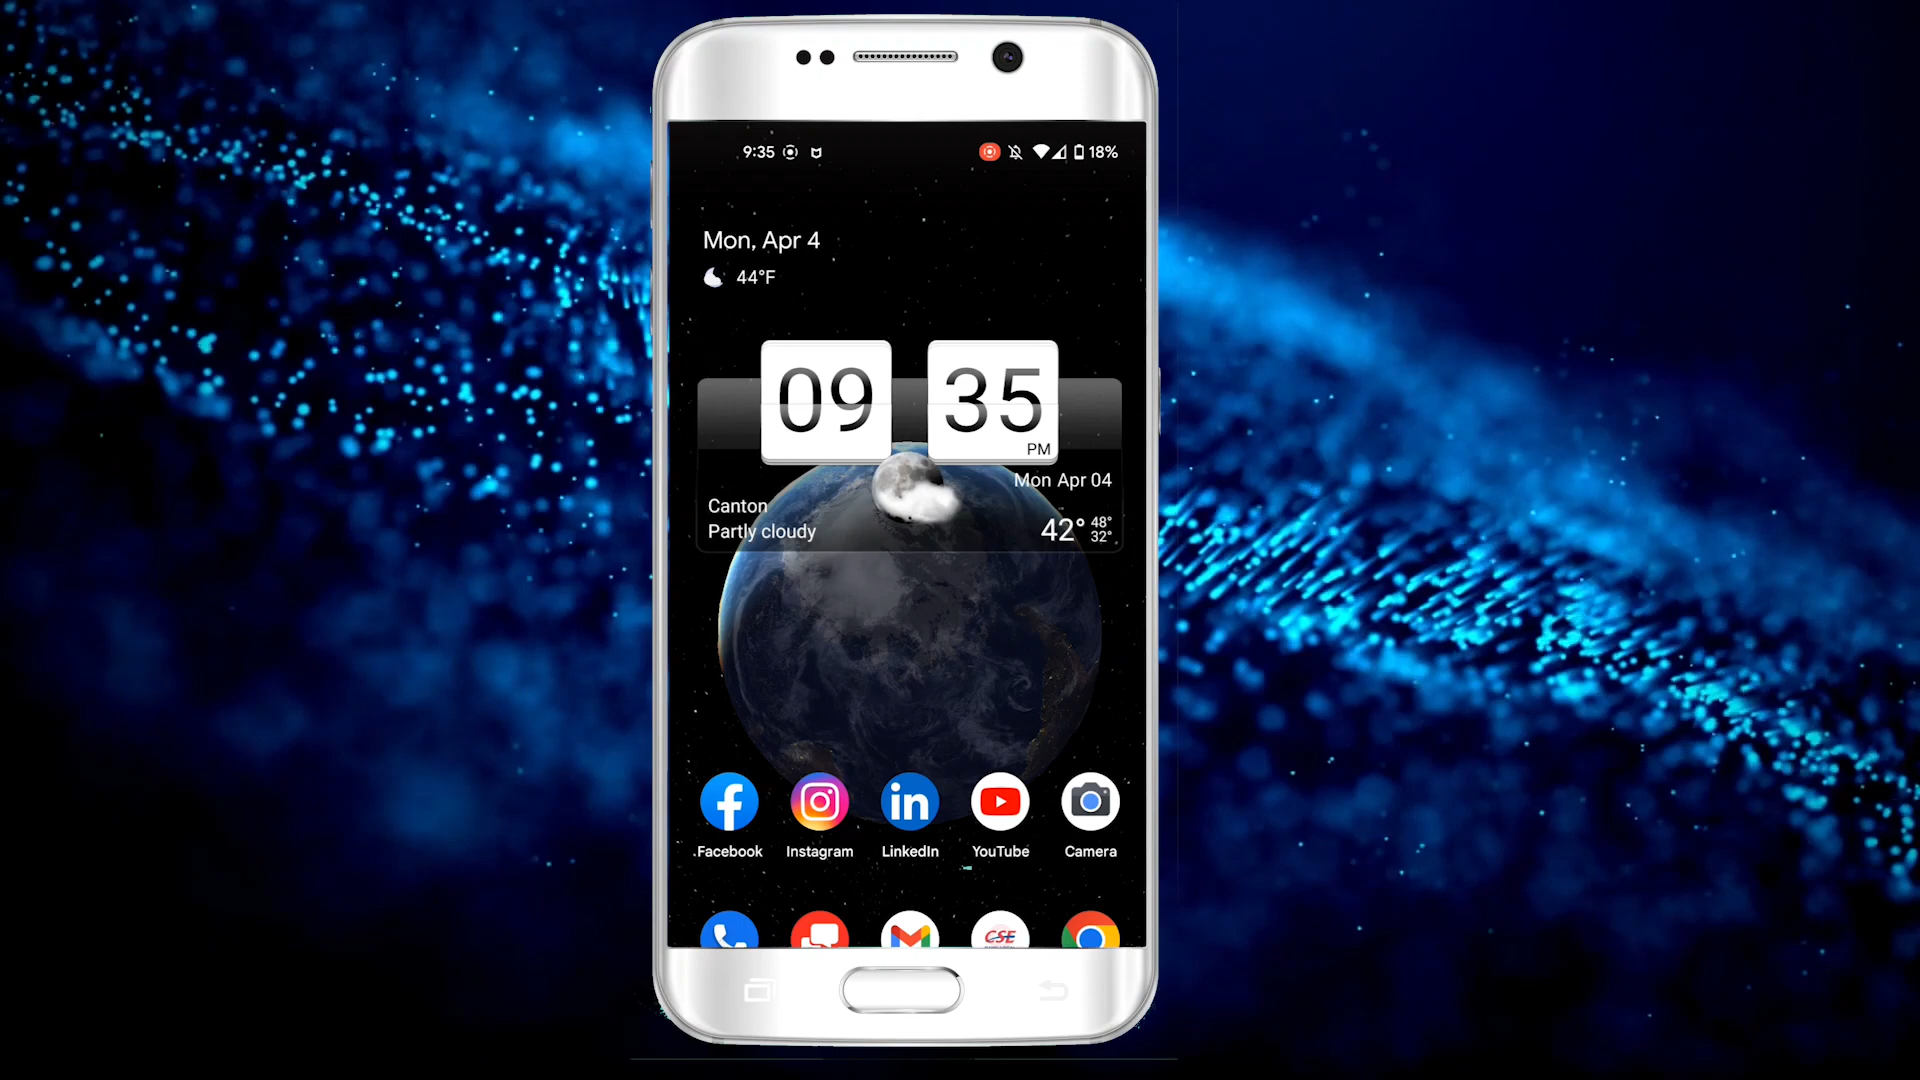 9:35
18%
Mon, Apr 4
44°F
09 35
PM
Mon Apr 04
Canton
Partly cloudy
42° 48°
32°
Facebook Instagram LinkedIn YouTube Camera
CSE